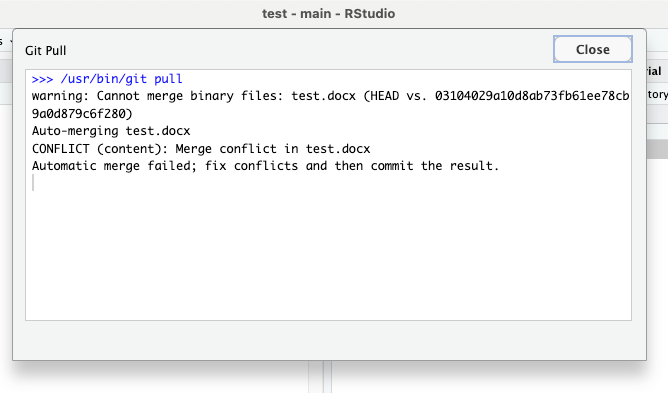 test - main - RStudio
Git Pull
Close
>>> /usr/bin/git pull
warning: Cannot merge binary files: test.docx (HEAD vs. 03104029a10d8ab73fb61ee78cb
9a0d879c6f280)
Auto-merging test.docx
CONFLICT (content): Merge conflict in test.docx
Automatic merge failed; fix conflicts and then commit the result.
s
rial
tory